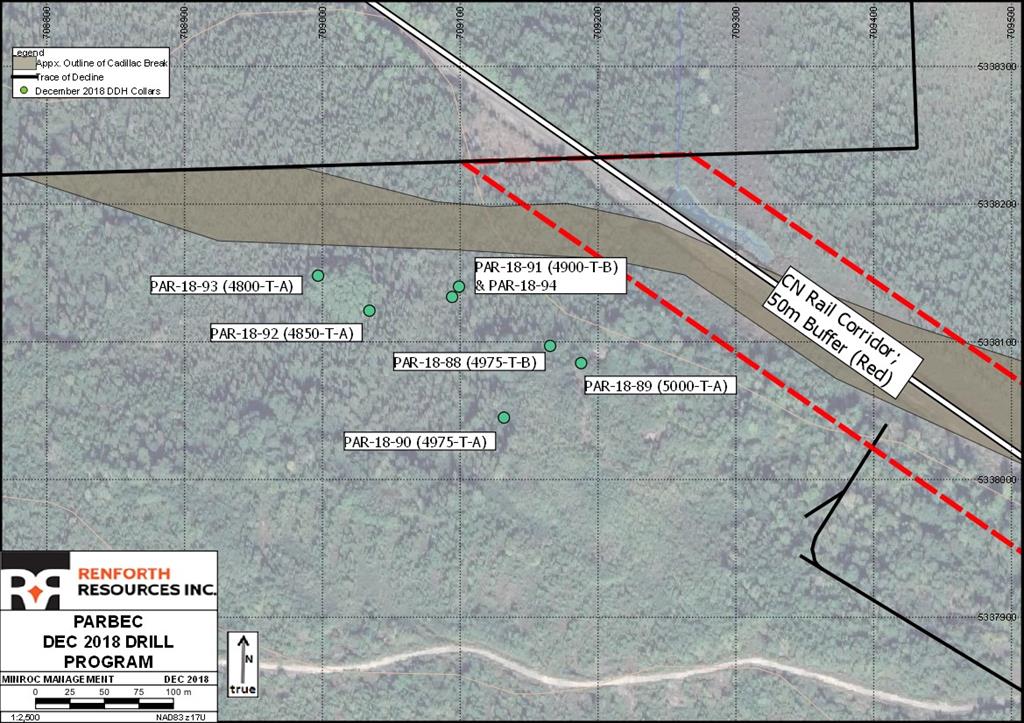 708800
708900
709000
709100
709200
709300
709400
709500
5338300
Legend
Appx. Outline of Cadillac Break
Trace of Decline
December 2018 DDH Collars
5338200
PAR-18-91 (4900-T-B)
& PAR-18-94
PAR-18-93 (4800-T-A)
PAR-18-92 (4850-T-A)
CN Rail Corridor;
50m Buffer (Red)
5338100
PAR-18-88 (4975-T-B)
PAR-18-89 (5000-T-A)
PAR-18-90 (4975-T-A)
5338000
5337900
RENFORTH
RESOURCES INC.
PARBEC
DEC 2018 DRILL
PROGRAM
MINROC MANAGEMENT DEC 2018
0 25 50 75 100 m
1:2,500 NAD83 z17U
N
true